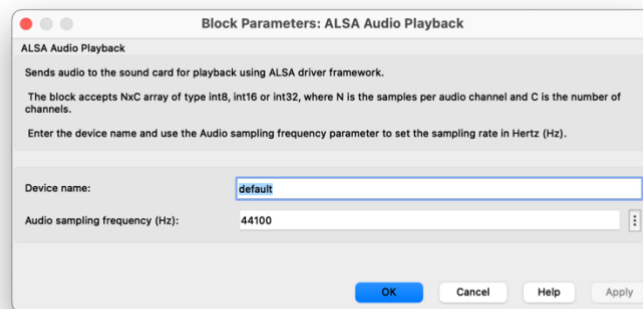 Block Parameters: ALSA Audio Playback
ALSA Audio Playback
Sends audio to the sound card for playback using ALSA driver framework.
The block accepts NxC array of type int8, int16 or int32, where N is the samples per audio channel and C is the number of
channels.
Enter the device name and use the Audio sampling frequency parameter to set the sampling rate in Hertz (Hz).
Device name: default
Audio sampling frequency (Hz): 44100
OK Cancel Help Apply